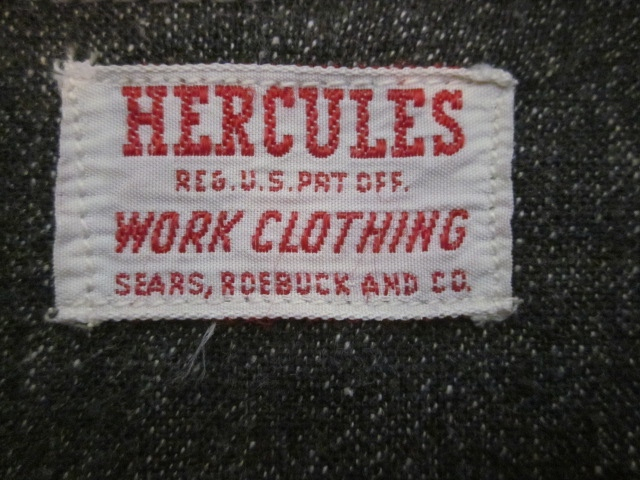 HERCULES
REG. U.S. PAT OFF.
WORK CLOTHING
SEARS, ROEBUCK AND CO.